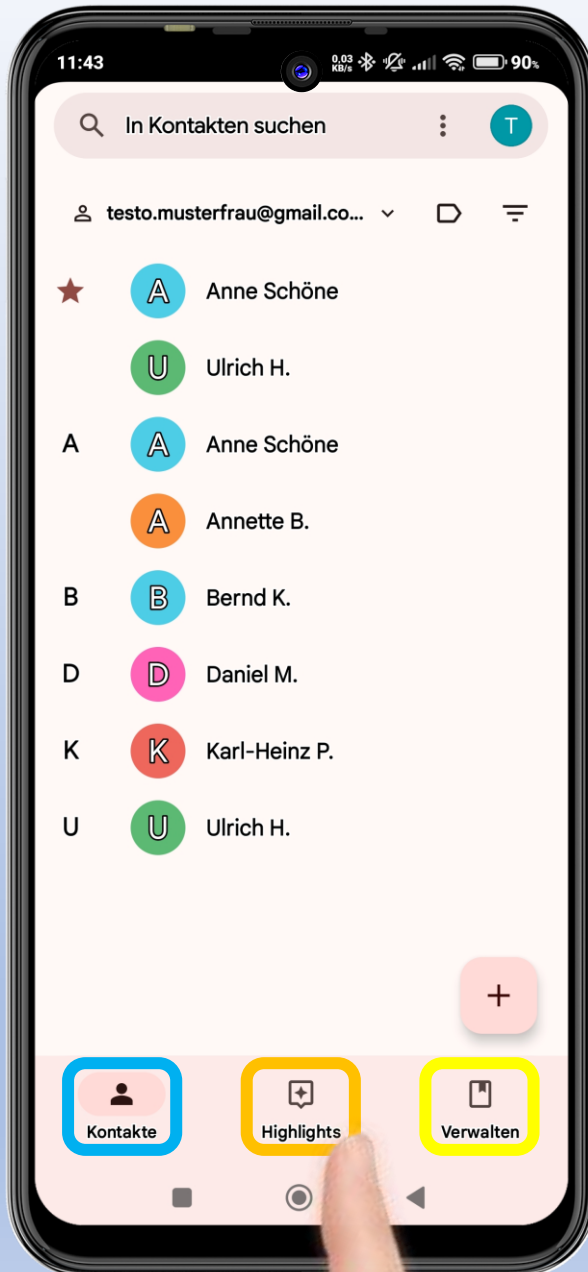 11:43 0,03 KB/s 90%
In Kontakten suchen T
testo.musterfrau@gmail.co...
A Anne Schöne
U Ulrich H.
A A Anne Schöne
A Annette B.
B B Bernd K.
D D Daniel M.
K K Karl-Heinz P.
U U Ulrich H.
+
Kontakte Highlights Verwalten